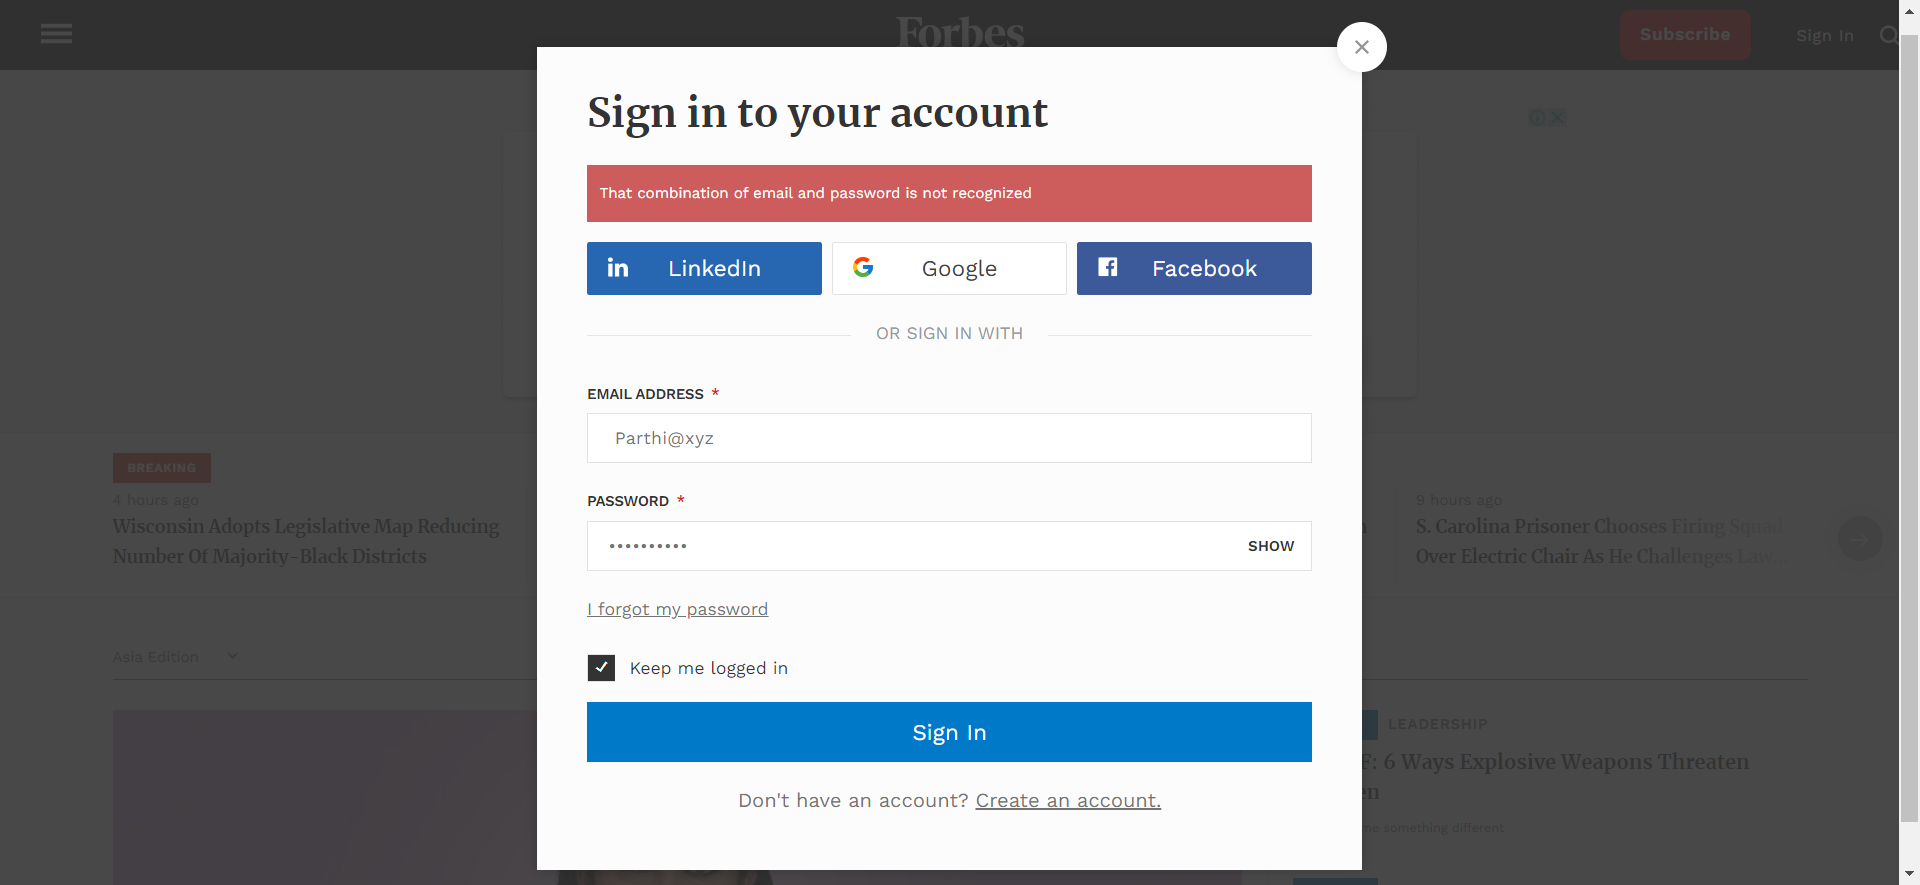 Forbes
Subscribe
Sign In
Sign in to your account
That combination of email and password is not recognized
LinkedIn
Google
Facebook
OR SIGN IN WITH
EMAIL ADDRESS *
Parthi@xyz
PASSWORD *
••••••••••
SHOW
I forgot my password
Keep me logged in
Sign In
Don't have an account? Create an account.
BREAKING
4 hours ago
Wisconsin Adopts Legislative Map Reducing
Number Of Majority-Black Districts
9 hours ago
S. Carolina Prisoner Chooses Firing Squad
Over Electric Chair As He Challenges Law...
Asia Edition
LEADERSHIP
F: 6 Ways Explosive Weapons Threaten
en
me something different